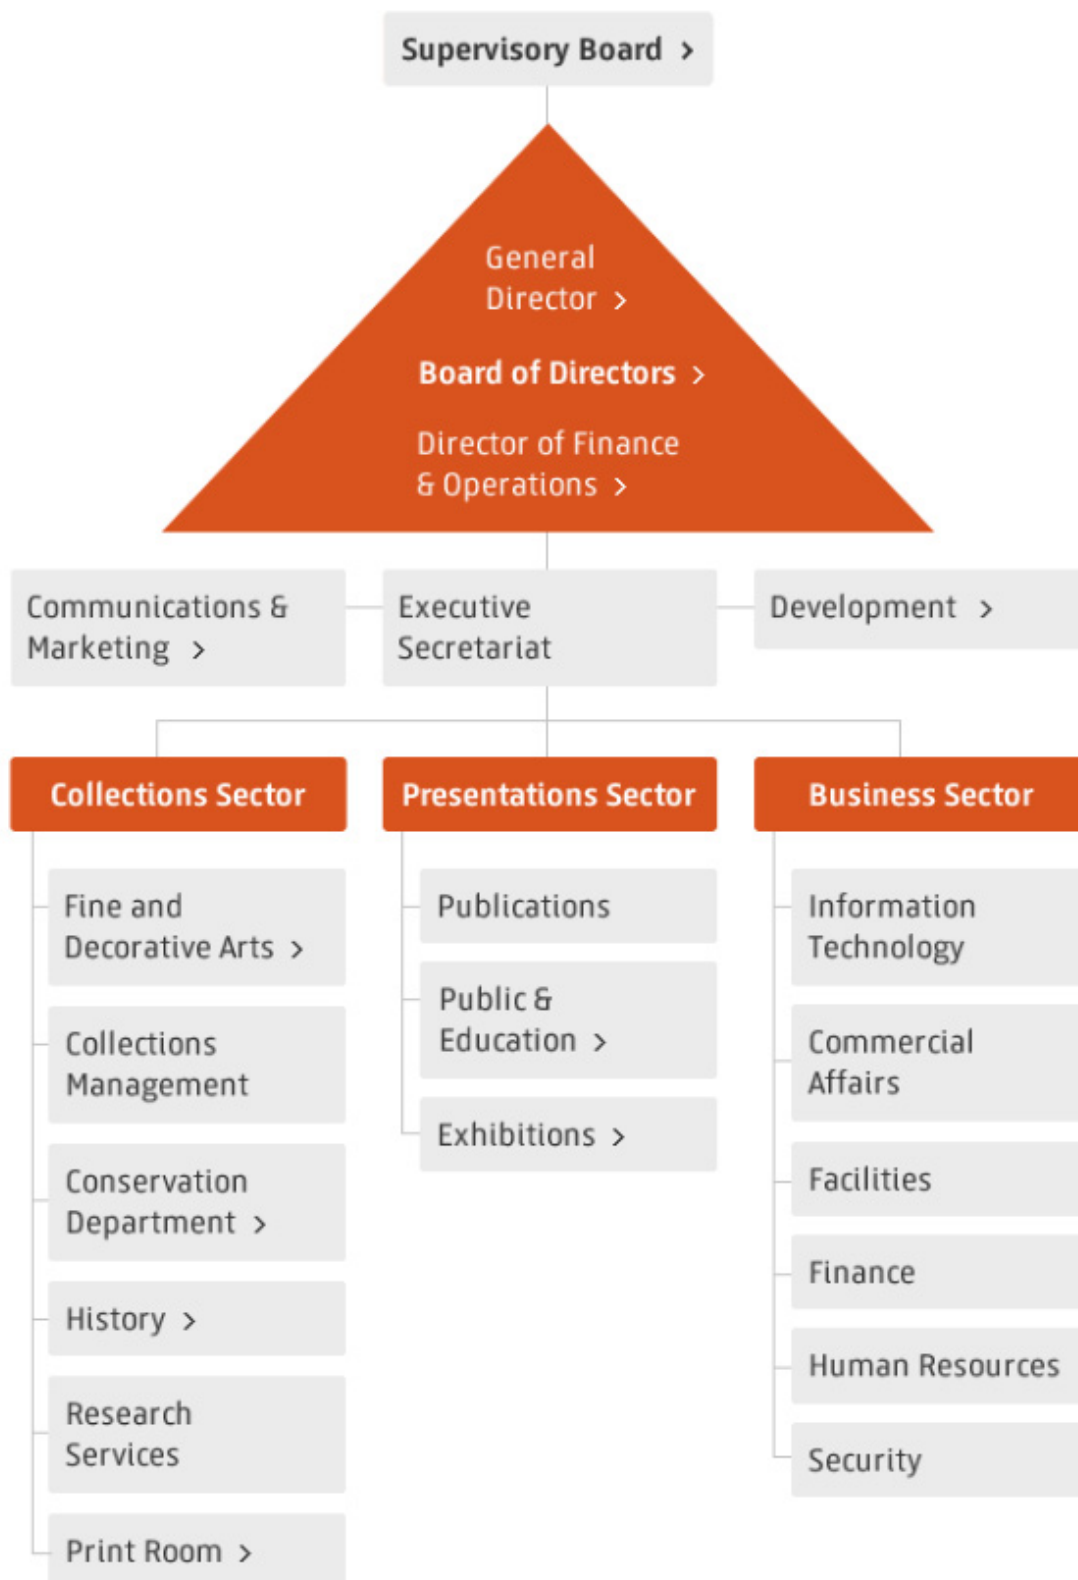 Supervisory Board >
General
Director >
Board of Directors >
Director of Finance
& Operations >
Communications &
Marketing >
Executive
Secretariat
Development >
Collections Sector
Fine and
Decorative Arts >
Collections
Management
Conservation
Department >
History >
Research
Services
Print Room >
Presentations Sector
Publications
Public &
Education >
Exhibitions >
Business Sector
Information
Technology
Commercial
Affairs
Facilities
Finance
Human Resources
Security